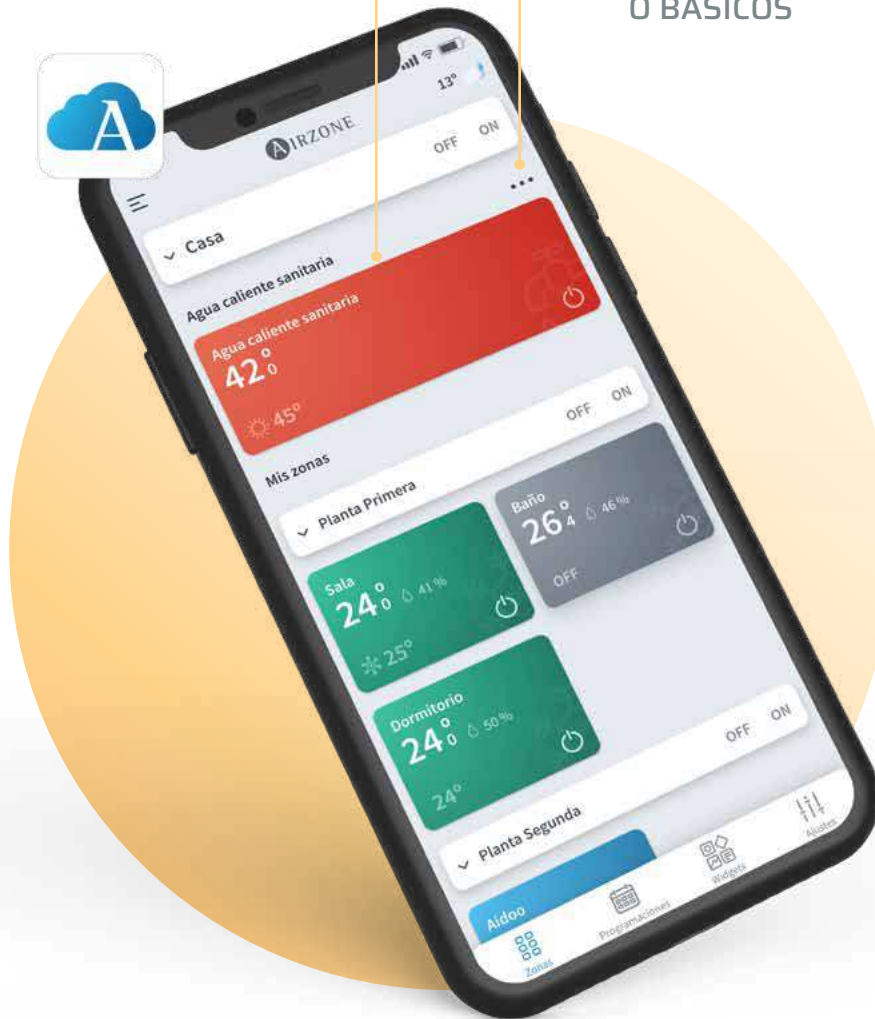 O BÁSICOS
13°
AIRZONE
Casa OFF ON
...
Agua caliente sanitaria
Agua caliente sanitaria
42°0
45°
Mis zonas
Planta Primera OFF ON
Sala
24°0 41%
25°
Baño
26°4 46%
OFF
Dormitorio
24°0 50%
24°
Planta Segunda OFF ON
Aidoo
Zonas
Programaciones
Widgets
Ajustes
A